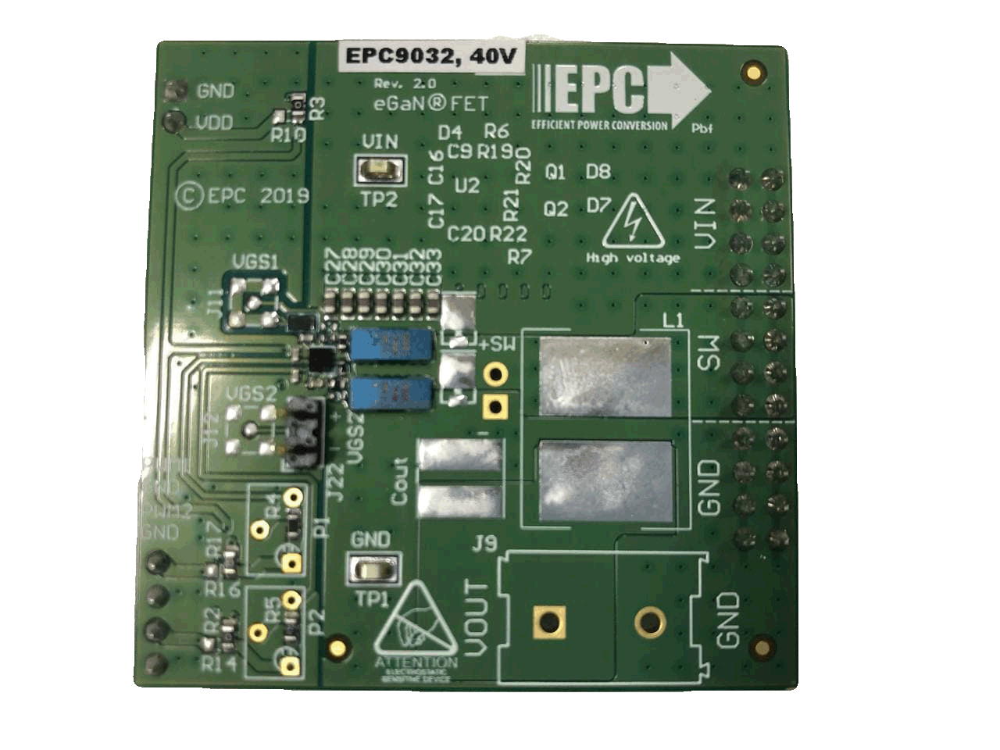 EPC9032, 40V
Rev. 2.0
eGaN®FET
EPC
EFFICIENT POWER CONVERSION
Pbf
GND
VDD
R3
R10
©EPC 2019
VIN
TP2
D4 R6
C9 R19
C16
R20
U2
C17
R21
C20 R22
R7
Q1 D8
Q2 D7
High voltage
VIN
VGS1
J11
C27
C28
C29
C30
C31
C32
C33
+SW
L1
SW
VGS2
J12
+
-
VGS2
J22
Cout
-
GND
PWM2
GND
R4
P1
R17
R16
R5
P2
R2
R14
GND
TP1
J9
VOUT
GND
ATTENTION
ELECTROSTATIC
SENSITIVE DEVICE